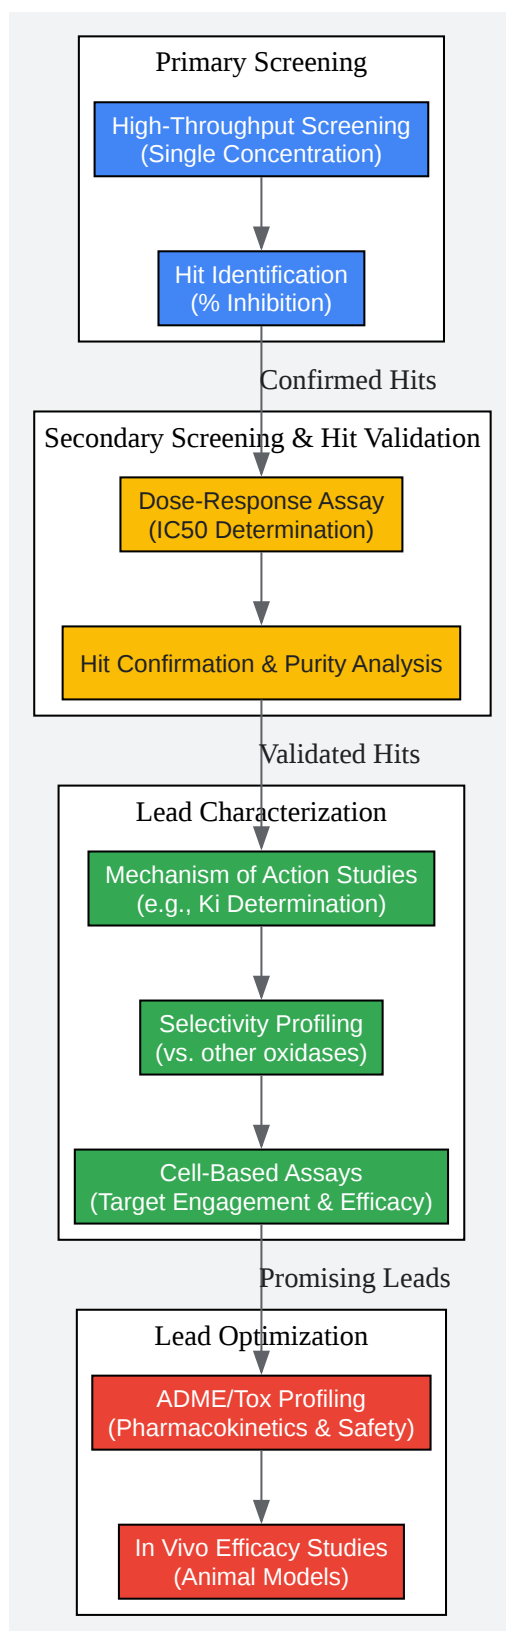 Primary Screening
High-Throughput Screening
(Single Concentration)
Hit Identification
(% Inhibition)
Confirmed Hits
Secondary Screening & Hit Validation
Dose-Response Assay
(IC50 Determination)
Hit Confirmation & Purity Analysis
Validated Hits
Lead Characterization
Mechanism of Action Studies
(e.g., Ki Determination)
Selectivity Profiling
(vs. other oxidases)
Cell-Based Assays
(Target Engagement & Efficacy)
Promising Leads
Lead Optimization
ADME/Tox Profiling
(Pharmacokinetics & Safety)
In Vivo Efficacy Studies
(Animal Models)